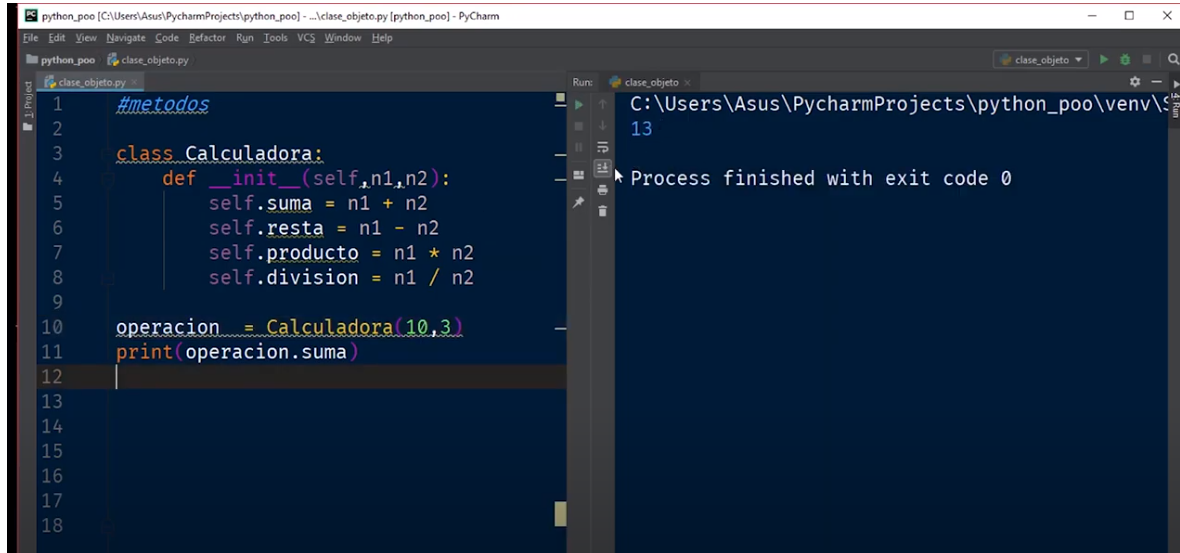 python_poo [C:\Users\Asus\PycharmProjects\python_poo] - ...\clase_objeto.py [python_poo] - PyCharm
File Edit View Navigate Code Refactor Run Tools VCS Window Help
python_poo clase_objeto.py
clase_objeto
1: Project
clase_objeto.py
1 #metodos
2
3 class Calculadora:
4     def __init__(self,n1,n2):
5         self.suma = n1 + n2
6         self.resta = n1 - n2
7         self.producto = n1 * n2
8         self.division = n1 / n2
9
10 operacion  = Calculadora(10,3)
11 print(operacion.suma)
12
13
14
15
16
17
18
Run: clase_objeto
4: Run
C:\Users\Asus\PycharmProjects\python_poo\venv\S
13
Process finished with exit code 0